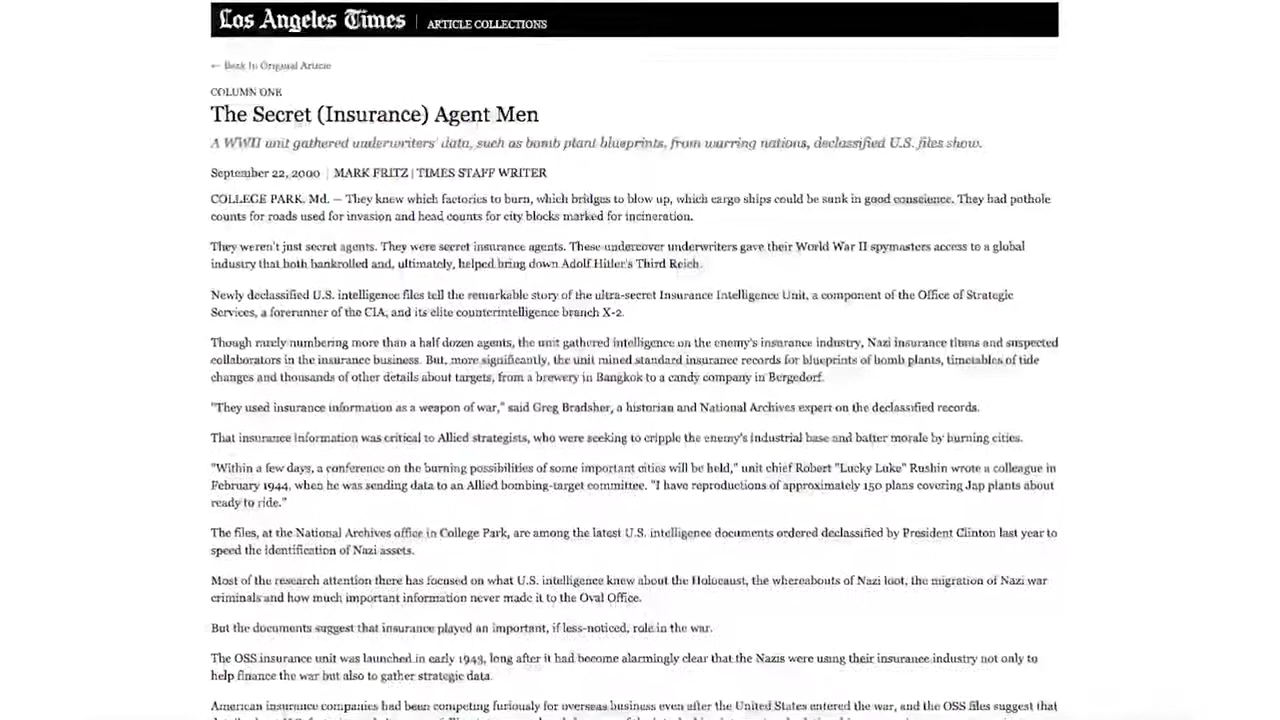 Los Angeles Times | ARTICLE COLLECTIONS
← Back to Original Article
COLUMN ONE
The Secret (Insurance) Agent Men
A WWII unit gathered underwriters' data, such as bomb plant blueprints, from warring nations, declassified U.S. files show.
September 22, 2000 | MARK FRITZ | TIMES STAFF WRITER
COLLEGE PARK, Md. — They knew which factories to burn, which bridges to blow up, which cargo ships could be sunk in good conscience. They had pothole
counts for roads used for invasion and head counts for city blocks marked for incineration.
They weren't just secret agents. They were secret insurance agents. These undercover underwriters gave their World War II spymasters access to a global
industry that both bankrolled and, ultimately, helped bring down Adolf Hitler's Third Reich.
Newly declassified U.S. intelligence files tell the remarkable story of the ultra-secret Insurance Intelligence Unit, a component of the Office of Strategic
Services, a forerunner of the CIA, and its elite counterintelligence branch X-2.
Though rarely numbering more than a half dozen agents, the unit gathered intelligence on the enemy's insurance industry, Nazi insurance titans and suspected
collaborators in the insurance business. But, more significantly, the unit mined standard insurance records for blueprints of bomb plants, timetables of tide
changes and thousands of other details about targets, from a brewery in Bangkok to a candy company in Bergedorf.
"They used insurance information as a weapon of war," said Greg Bradsher, a historian and National Archives expert on the declassified records.
That insurance information was critical to Allied strategists, who were seeking to cripple the enemy's industrial base and batter morale by burning cities.
"Within a few days, a conference on the burning possibilities of some important cities will be held," unit chief Robert "Lucky Luke" Rushin wrote a colleague in
February 1944, when he was sending data to an Allied bombing-target committee. "I have reproductions of approximately 150 plans covering Jap plants about
ready to ride."
The files, at the National Archives office in College Park, are among the latest U.S. intelligence documents ordered declassified by President Clinton last year to
speed the identification of Nazi assets.
Most of the research attention there has focused on what U.S. intelligence knew about the Holocaust, the whereabouts of Nazi loot, the migration of Nazi war
criminals and how much important information never made it to the Oval Office.
But the documents suggest that insurance played an important, if less-noticed, role in the war.
The OSS insurance unit was launched in early 1943, long after it had become alarmingly clear that the Nazis were using their insurance industry not only to
help finance the war but also to gather strategic data.
American insurance companies had been competing furiously for overseas business even after the United States entered the war, and the OSS files suggest that